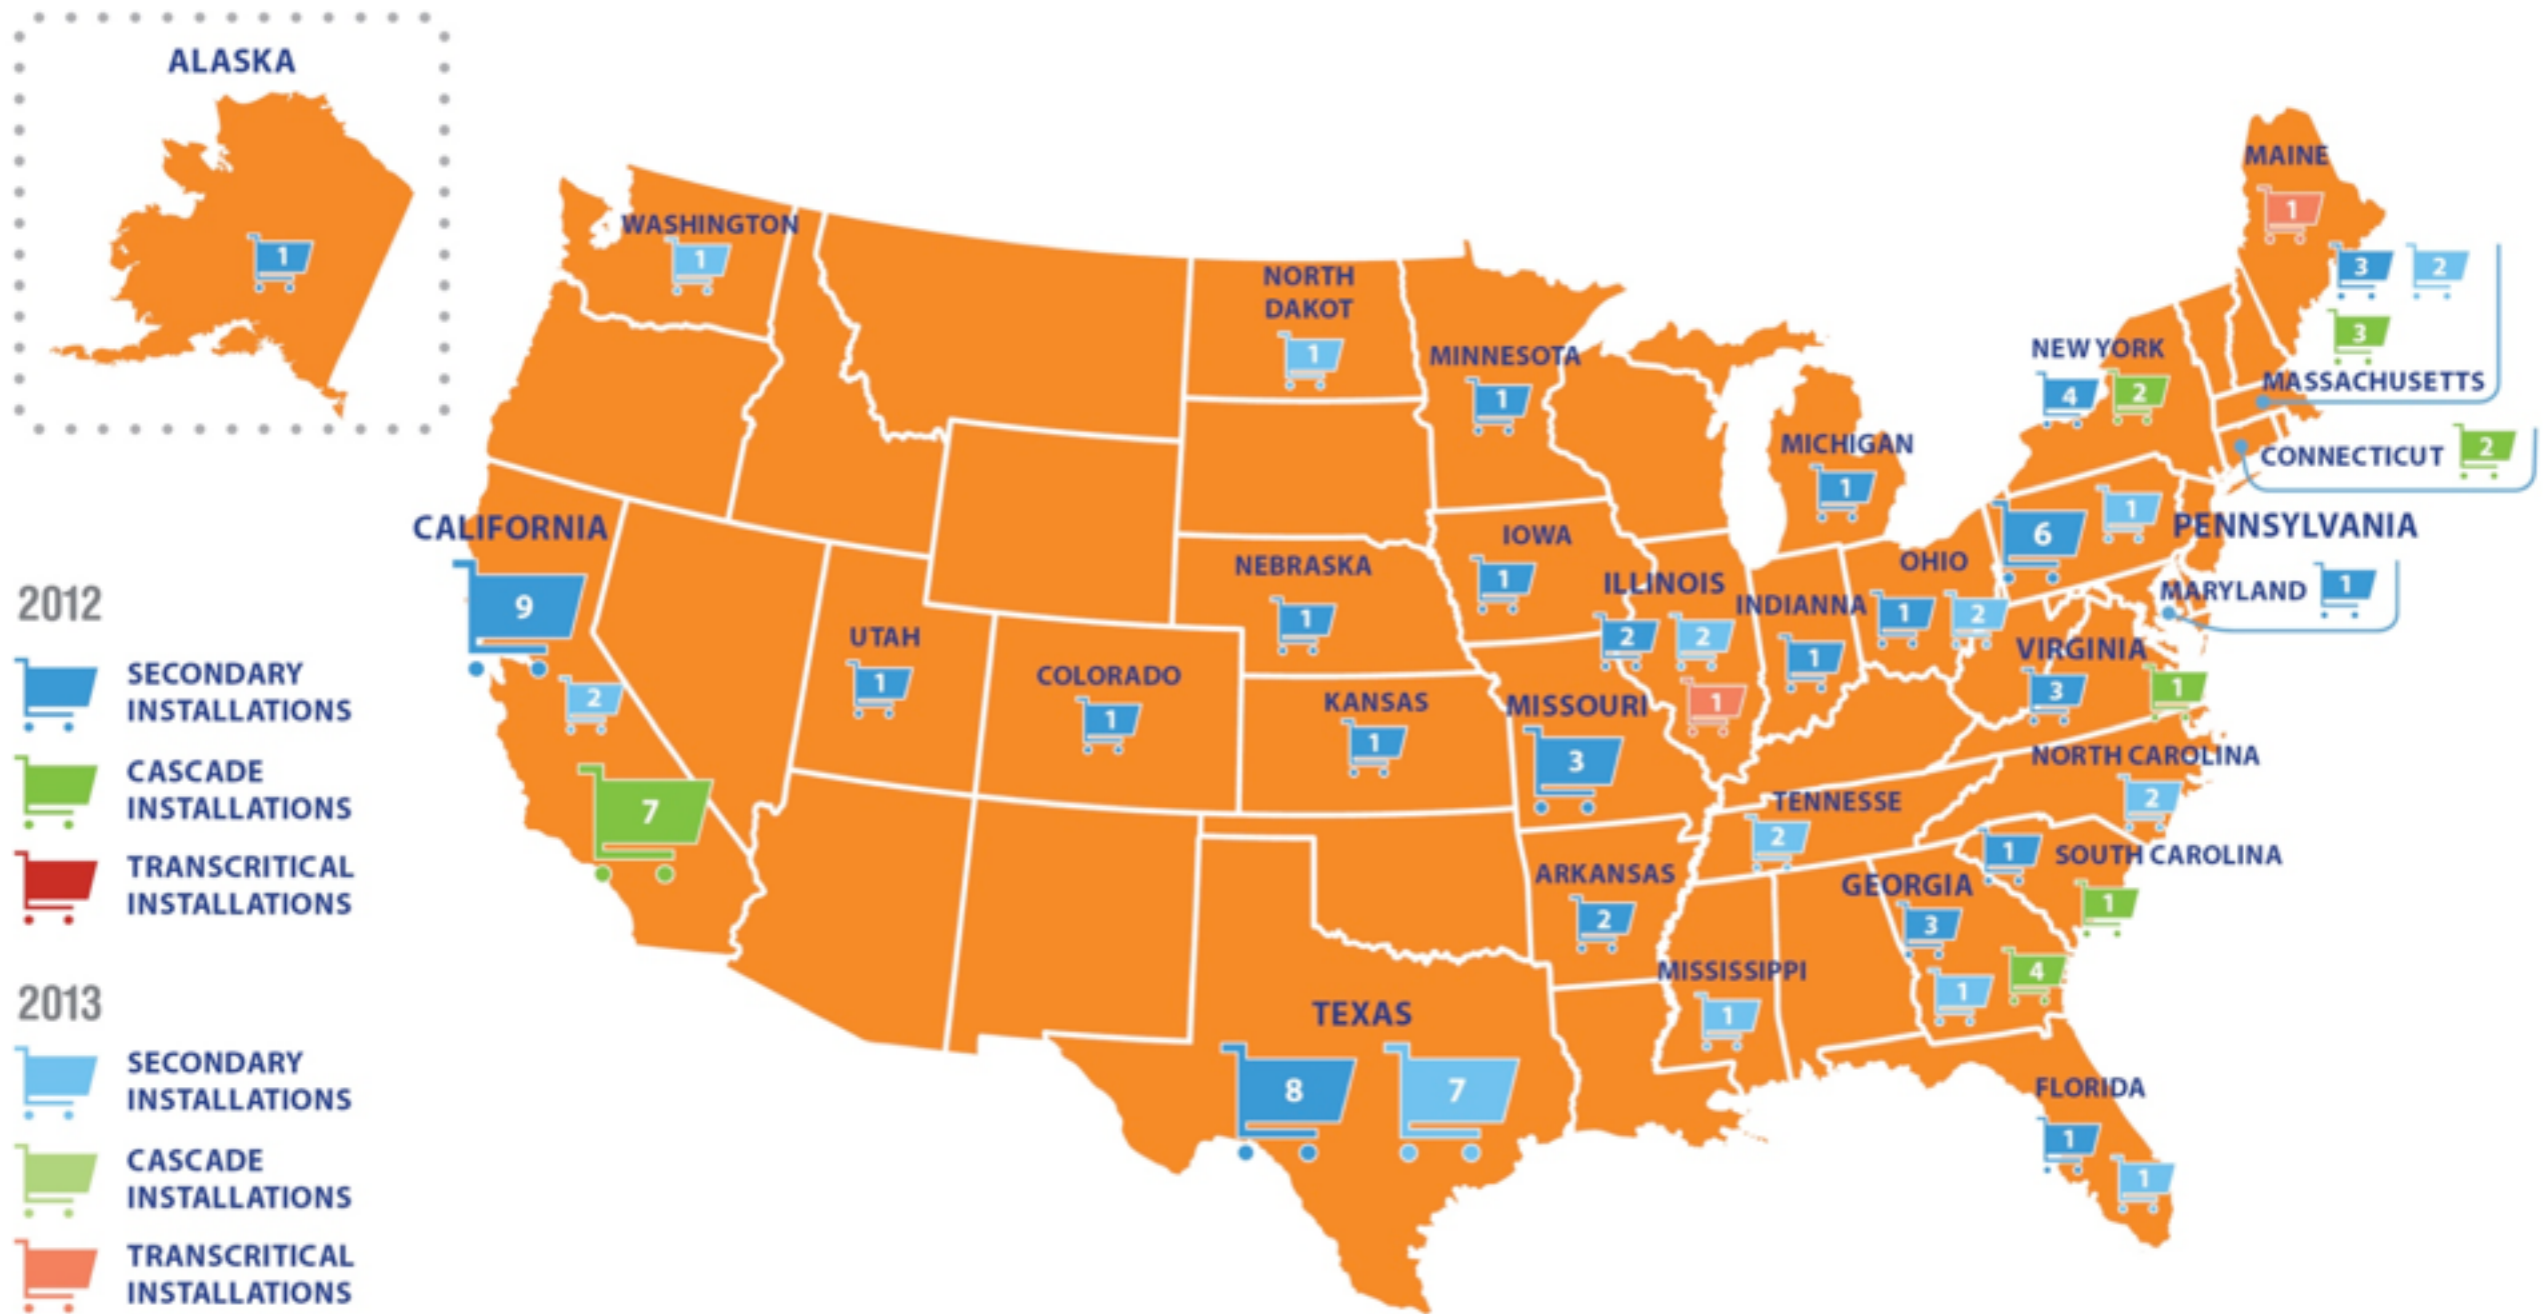 ALASKA
1
WASHINGTON
1
NORTH
DAKOT
1
MINNESOTA
1
MICHIGAN
1
MAINE
1
3 2
3
MASSACHUSETTS
NEW YORK
4 2
CONNECTICUT 2
6 1
PENNSYLVANIA
MARYLAND 1
CALIFORNIA
9
2
7
UTAH
1
COLORADO
1
NEBRASKA
1
KANSAS
1
IOWA
1
ILLINOIS
2 2
1
INDIANNA
1
OHIO
1 2
MISSOURI
3
VIRGINIA
3 1
NORTH CAROLINA
2
TENNESSE
2
1 SOUTH CAROLINA
1
ARKANSAS
2
GEORGIA
3
1 4
MISSISSIPPI
1
TEXAS
8 7
FLORIDA
1
1
2012
SECONDARY
INSTALLATIONS
CASCADE
INSTALLATIONS
TRANSCRITICAL
INSTALLATIONS
2013
SECONDARY
INSTALLATIONS
CASCADE
INSTALLATIONS
TRANSCRITICAL
INSTALLATIONS